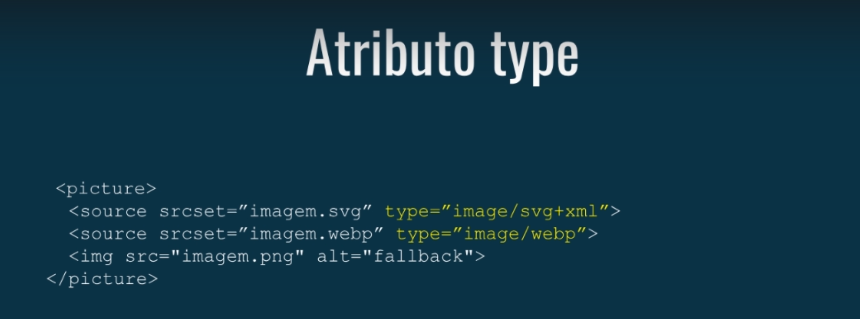 Atributo type
<picture>
<source srcset=”imagem.svg” type=”image/svg+xml”>
<source srcset=”imagem.webp” type=”image/webp”>
<img src="imagem.png" alt="fallback">
</picture>